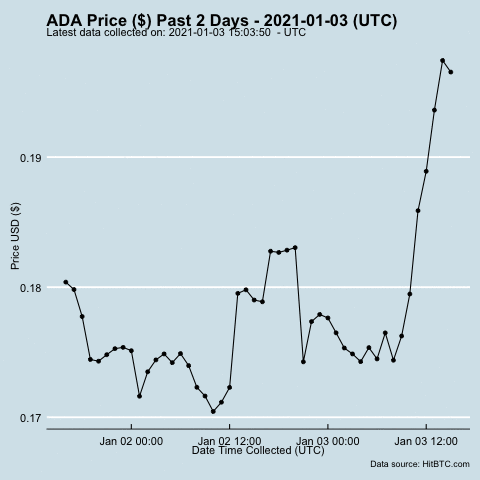 ADA Price ($) Past 2 Days - 2021-01-03 (UTC)
Latest data collected on: 2021-01-03 15:03:50  - UTC
0.19
Price USD ($)
0.18
0.17
Jan 02 00:00 Jan 02 12:00 Jan 03 00:00 Jan 03 12:00
Date Time Collected (UTC)
Data source: HitBTC.com